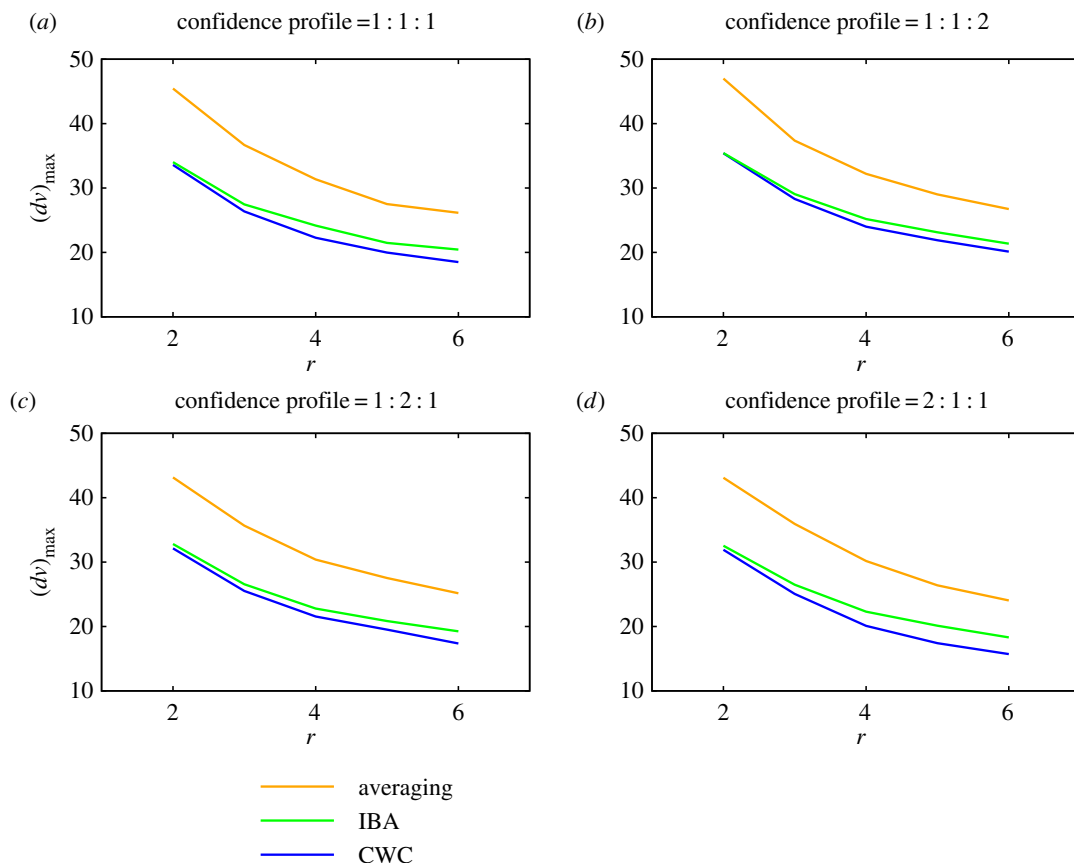 (a) confidence profile = 1 : 1 : 1
50
40
30
20
10
(dv)max
2 4 6
r
(b) confidence profile = 1 : 1 : 2
50
40
30
20
10
2 4 6
r
(c) confidence profile = 1 : 2 : 1
50
40
30
20
10
(dv)max
2 4 6
r
(d) confidence profile = 2 : 1 : 1
50
40
30
20
10
2 4 6
r
averaging
IBA
CWC